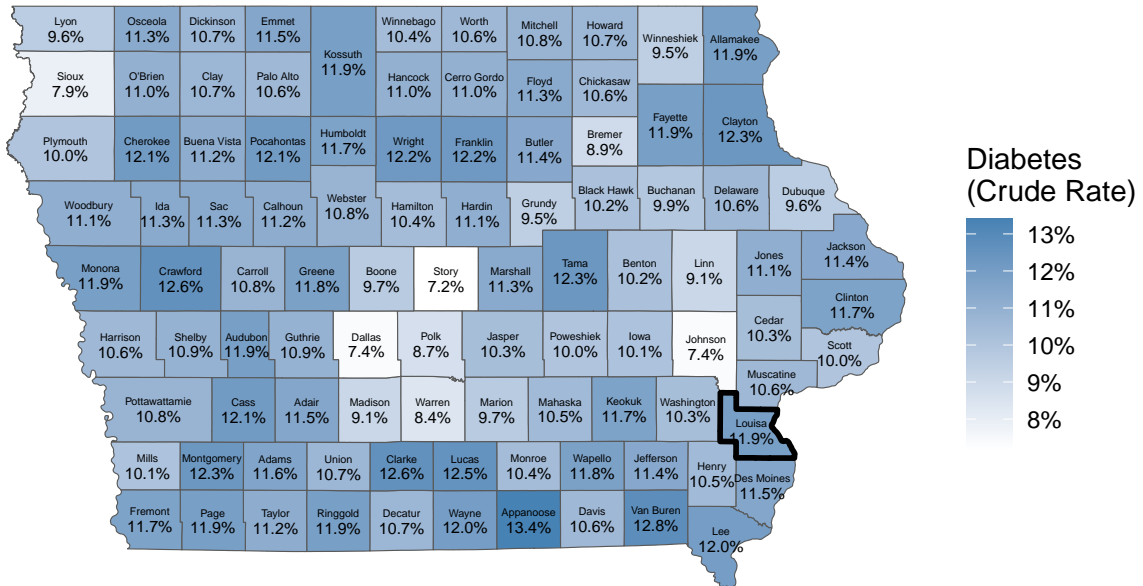 Lyon
9.6%
Osceola
11.3%
Dickinson
10.7%
Emmet
11.5%
Kossuth
11.9%
Winnebago
10.4%
Worth
10.6%
Mitchell
10.8%
Howard
10.7%
Winneshiek
9.5%
Allamakee
11.9%
Sioux
7.9%
O'Brien
11.0%
Clay
10.7%
Palo Alto
10.6%
Hancock
11.0%
Cerro Gordo
11.0%
Floyd
11.3%
Chickasaw
10.6%
Fayette
11.9%
Clayton
12.3%
Plymouth
10.0%
Cherokee
12.1%
Buena Vista
11.2%
Pocahontas
12.1%
Humboldt
11.7%
Wright
12.2%
Franklin
12.2%
Butler
11.4%
Bremer
8.9%
Woodbury
11.1%
Ida
11.3%
Sac
11.3%
Calhoun
11.2%
Webster
10.8%
Hamilton
10.4%
Hardin
11.1%
Grundy
9.5%
Black Hawk
10.2%
Buchanan
9.9%
Delaware
10.6%
Dubuque
9.6%
Monona
11.9%
Crawford
12.6%
Carroll
10.8%
Greene
11.8%
Boone
9.7%
Story
7.2%
Marshall
11.3%
Tama
12.3%
Benton
10.2%
Linn
9.1%
Jones
11.1%
Jackson
11.4%
Clinton
11.7%
Harrison
10.6%
Shelby
10.9%
Audubon
11.9%
Guthrie
10.9%
Dallas
7.4%
Polk
8.7%
Jasper
10.3%
Poweshiek
10.0%
Iowa
10.1%
Johnson
7.4%
Cedar
10.3%
Scott
10.0%
Muscatine
10.6%
Pottawattamie
10.8%
Cass
12.1%
Adair
11.5%
Madison
9.1%
Warren
8.4%
Marion
9.7%
Mahaska
10.5%
Keokuk
11.7%
Washington
10.3%
Louisa
11.9%
Mills
10.1%
Montgomery
12.3%
Adams
11.6%
Union
10.7%
Clarke
12.6%
Lucas
12.5%
Monroe
10.4%
Wapello
11.8%
Jefferson
11.4%
Henry
10.5%
Des Moines
11.5%
Fremont
11.7%
Page
11.9%
Taylor
11.2%
Ringgold
11.9%
Decatur
10.7%
Wayne
12.0%
Appanoose
13.4%
Davis
10.6%
Van Buren
12.8%
Lee
12.0%
Diabetes
(Crude Rate)
13%
12%
11%
10%
9%
8%